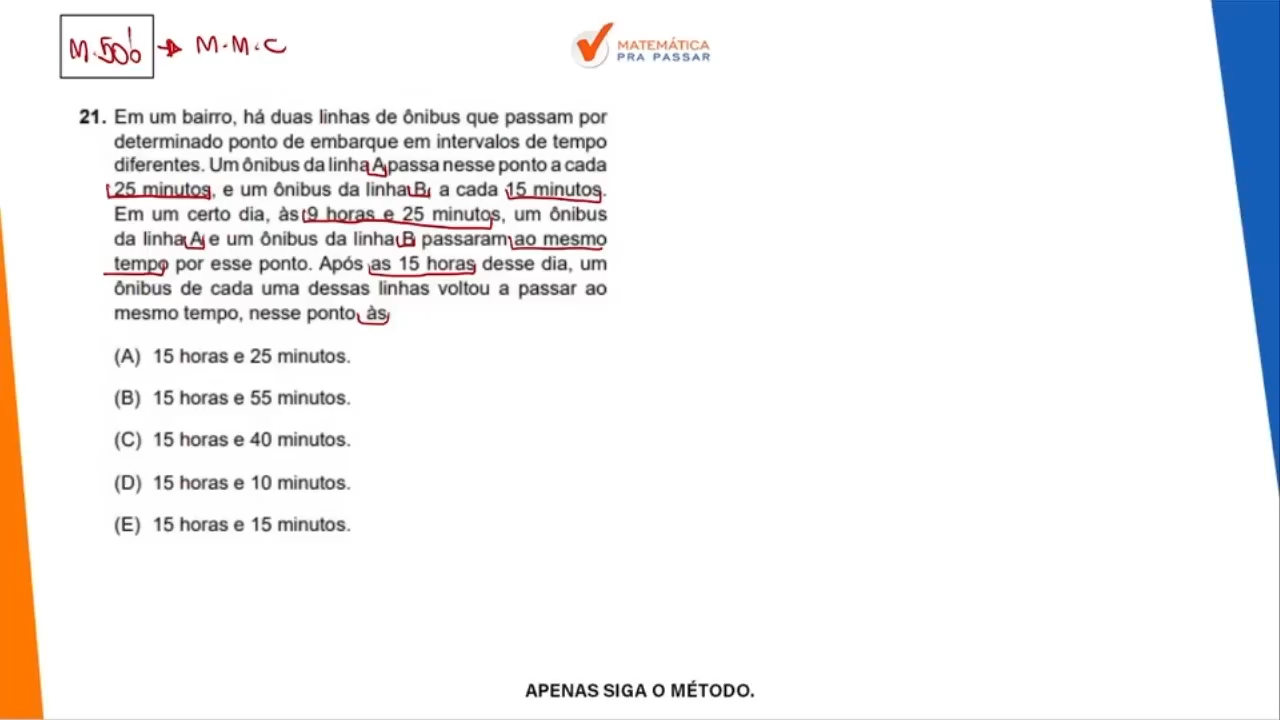 M.50% → M.M.C
MATEMÁTICA
PRA PASSAR
21. Em um bairro, há duas linhas de ônibus que passam por
determinado ponto de embarque em intervalos de tempo
diferentes. Um ônibus da linha A passa nesse ponto a cada
25 minutos, e um ônibus da linha B, a cada 15 minutos.
Em um certo dia, às 9 horas e 25 minutos, um ônibus
da linha A e um ônibus da linha B passaram ao mesmo
tempo por esse ponto. Após as 15 horas desse dia, um
ônibus de cada uma dessas linhas voltou a passar ao
mesmo tempo, nesse ponto, às
(A) 15 horas e 25 minutos.
(B) 15 horas e 55 minutos.
(C) 15 horas e 40 minutos.
(D) 15 horas e 10 minutos.
(E) 15 horas e 15 minutos.
APENAS SIGA O MÉTODO.